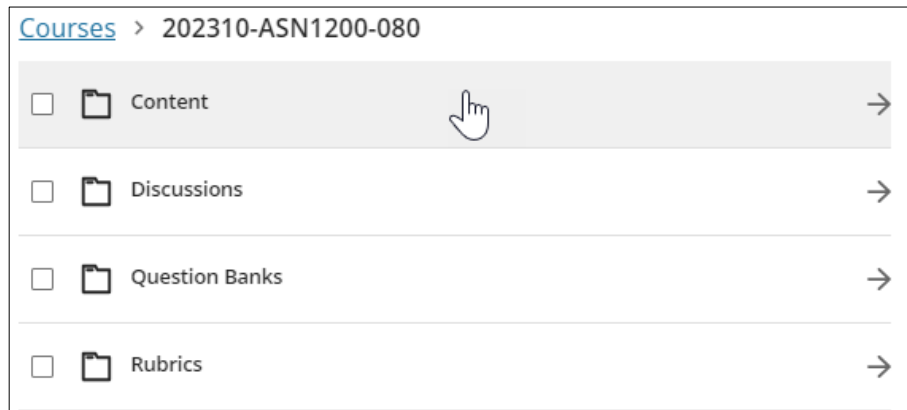 Courses > 202310-ASN1200-080
Content
Discussions
Question Banks
Rubrics